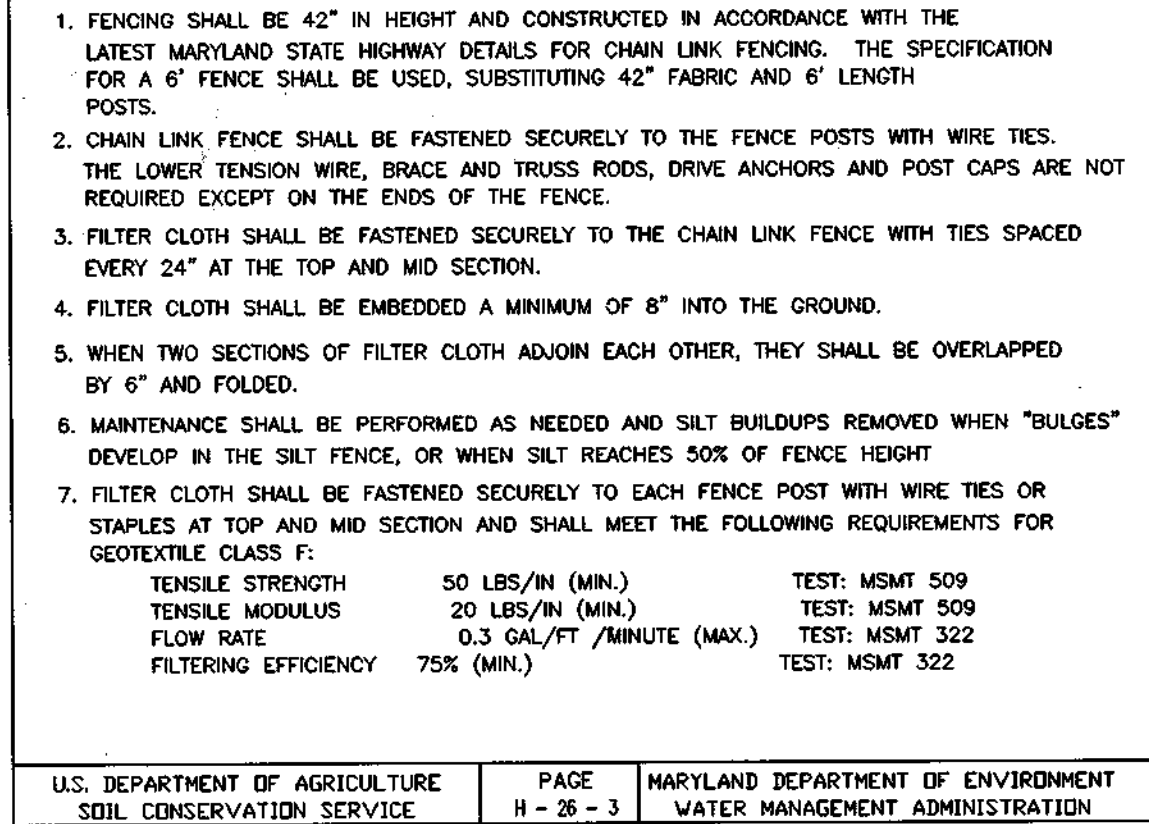 1. FENCING SHALL BE 42" IN HEIGHT AND CONSTRUCTED IN ACCORDANCE WITH THE
LATEST MARYLAND STATE HIGHWAY DETAILS FOR CHAIN LINK FENCING. THE SPECIFICATION
FOR A 6' FENCE SHALL BE USED, SUBSTITUTING 42" FABRIC AND 6' LENGTH
POSTS.
2. CHAIN LINK FENCE SHALL BE FASTENED SECURELY TO THE FENCE POSTS WITH WIRE TIES.
THE LOWER TENSION WIRE, BRACE AND TRUSS RODS, DRIVE ANCHORS AND POST CAPS ARE NOT
REQUIRED EXCEPT ON THE ENDS OF THE FENCE.
3. FILTER CLOTH SHALL BE FASTENED SECURELY TO THE CHAIN LINK FENCE WITH TIES SPACED
EVERY 24" AT THE TOP AND MID SECTION.
4. FILTER CLOTH SHALL BE EMBEDDED A MINIMUM OF 8" INTO THE GROUND.
5. WHEN TWO SECTIONS OF FILTER CLOTH ADJOIN EACH OTHER, THEY SHALL BE OVERLAPPED
BY 6" AND FOLDED.
6. MAINTENANCE SHALL BE PERFORMED AS NEEDED AND SILT BUILDUPS REMOVED WHEN "BULGES"
DEVELOP IN THE SILT FENCE, OR WHEN SILT REACHES 50% OF FENCE HEIGHT
7. FILTER CLOTH SHALL BE FASTENED SECURELY TO EACH FENCE POST WITH WIRE TIES OR
STAPLES AT TOP AND MID SECTION AND SHALL MEET THE FOLLOWING REQUIREMENTS FOR
GEOTEXTILE CLASS F:
TENSILE STRENGTH 50 LBS/IN (MIN.) TEST: MSMT 509
TENSILE MODULUS 20 LBS/IN (MIN.) TEST: MSMT 509
FLOW RATE 0.3 GAL/FT /MINUTE (MAX.) TEST: MSMT 322
FILTERING EFFICIENCY 75% (MIN.) TEST: MSMT 322
U.S. DEPARTMENT OF AGRICULTURE PAGE MARYLAND DEPARTMENT OF ENVIRONMENT
SOIL CONSERVATION SERVICE H - 26 - 3 WATER MANAGEMENT ADMINISTRATION